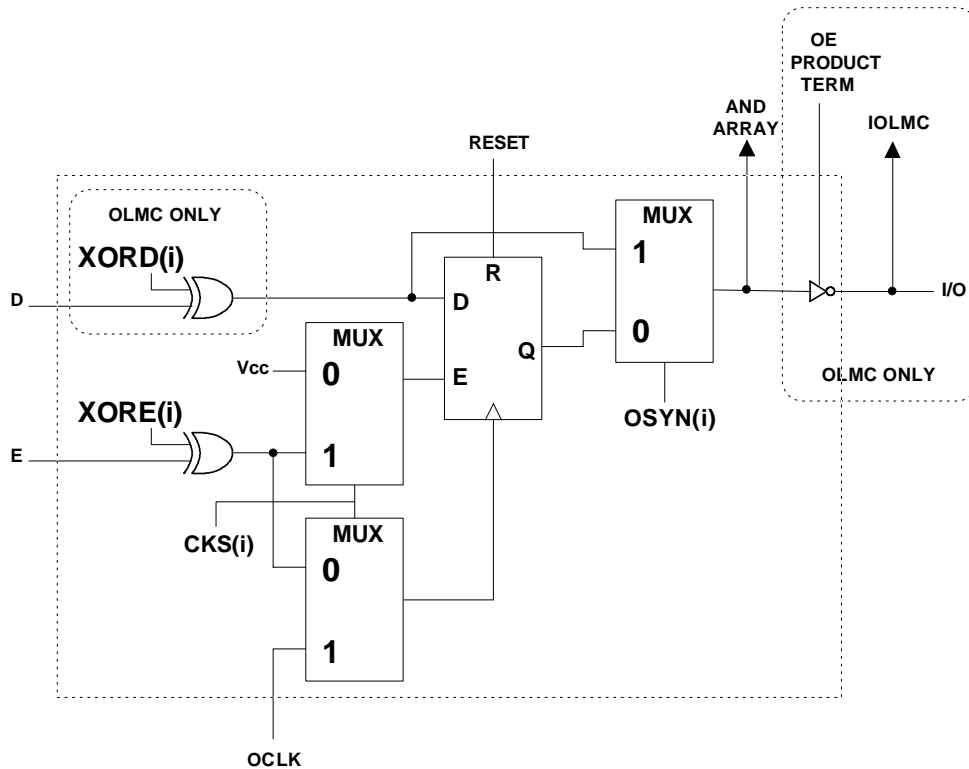 OE
PRODUCT
TERM
AND
ARRAY
IOLMC
RESET
OLMC ONLY
XORD(i)
D
MUX
1
0
R
D
Q
E
I/O
MUX
Vcc
0
1
OLMC ONLY
OSYN(i)
XORE(i)
E
CKS(i)
MUX
0
1
OCLK